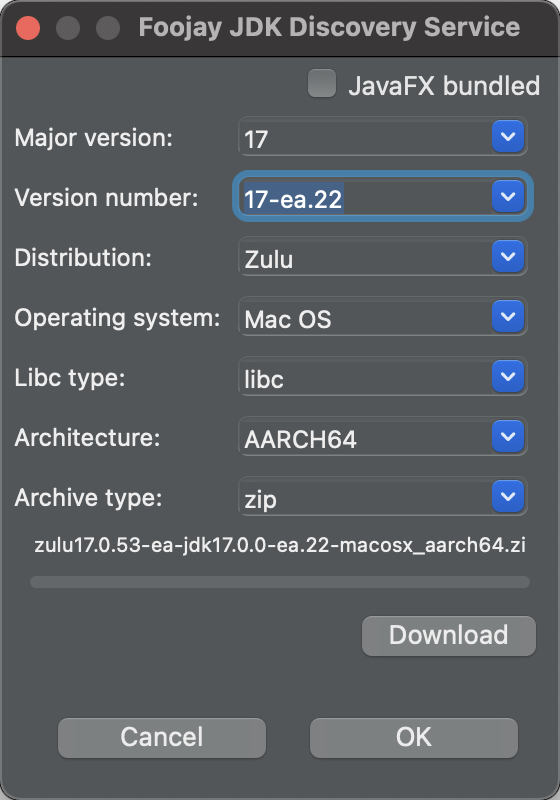 Foojay JDK Discovery Service
JavaFX bundled
Major version: 17
Version number: 17-ea.22
Distribution: Zulu
Operating system: Mac OS
Libc type: libc
Architecture: AARCH64
Archive type: zip
zulu17.0.53-ea-jdk17.0.0-ea.22-macosx_aarch64.zi
Download
Cancel OK